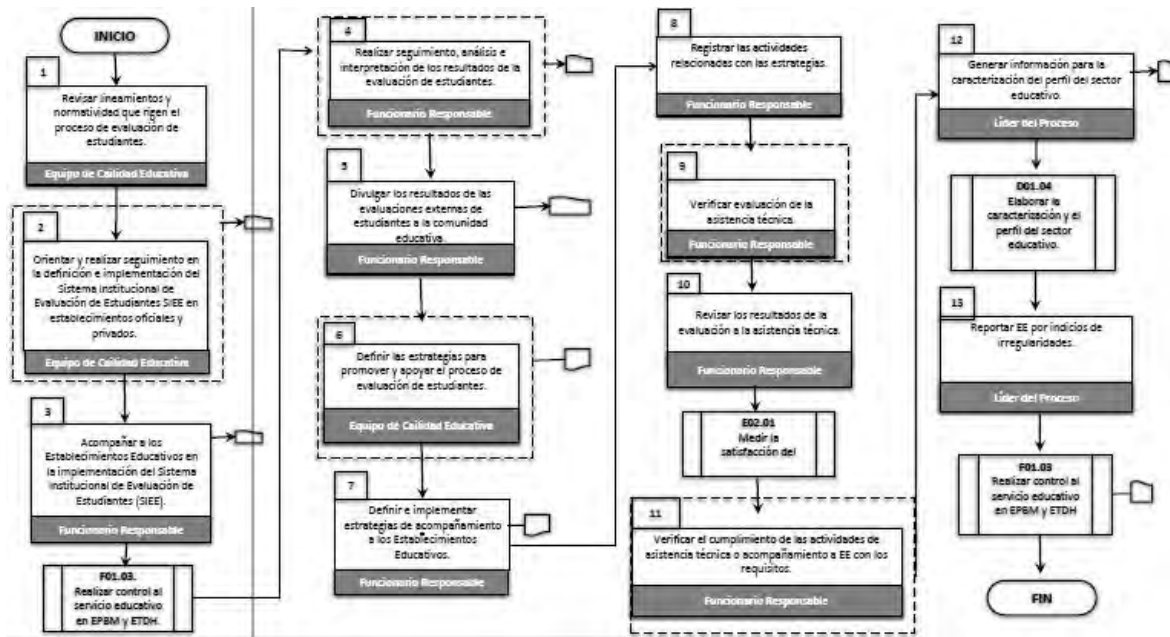 INICIO
1
Revisar lineamientos y
normatividad que rigen el
proceso de evaluación de
estudiantes.
Equipo de Calidad Educativa
2
Orientar y realizar seguimiento en
la definición e implementación del
Sistema Institucional de
Evaluación de Estudiantes SIEE en
establecimientos oficiales y
privados.
Equipo de Calidad Educativa
3
Acompañar a los
Establecimientos Educativos en
la implementación del Sistema
Institucional de Evaluación de
Estudiantes (SIEE).
Funcionario Responsable
F01.03.
Realizar control al
servicio educativo
en EPBM y ETDH.
4
Realizar seguimiento, análisis e
interpretación de los resultados de la
evaluación de estudiantes.
Funcionario Responsable
5
Divulgar los resultados de las
evaluaciones externas de
estudiantes a la comunidad
educativa.
Funcionario Responsable
6
Definir las estrategias para
promover y apoyar el proceso de
evaluación de estudiantes.
Equipo de Calidad Educativa
7
Definir e implementar
estrategias de acompañamiento
a los Establecimientos
Educativos.
Funcionario Responsable
8
Registrar las actividades
relacionadas con las estrategias.
Funcionario Responsable
9
Verificar evaluación de la
asistencia técnica.
Funcionario Responsable
10
Revisar los resultados de la
evaluación a la asistencia técnica.
Funcionario Responsable
E02.01
Medir la
satisfacción del
11
Verificar el cumplimiento de las actividades de
asistencia técnica o acompañamiento a EE con los
requisitos.
Funcionario Responsable
12
Generar información para la
caracterización del perfil del sector
educativo.
Líder del Proceso
D01.04
Elaborar la
caracterización y el
perfil del sector
educativo.
13
Reportar EE por indicios de
irregularidades.
Líder del Proceso
F01.03
Realizar control al
servicio educativo
en EPBM y ETDH
FIN